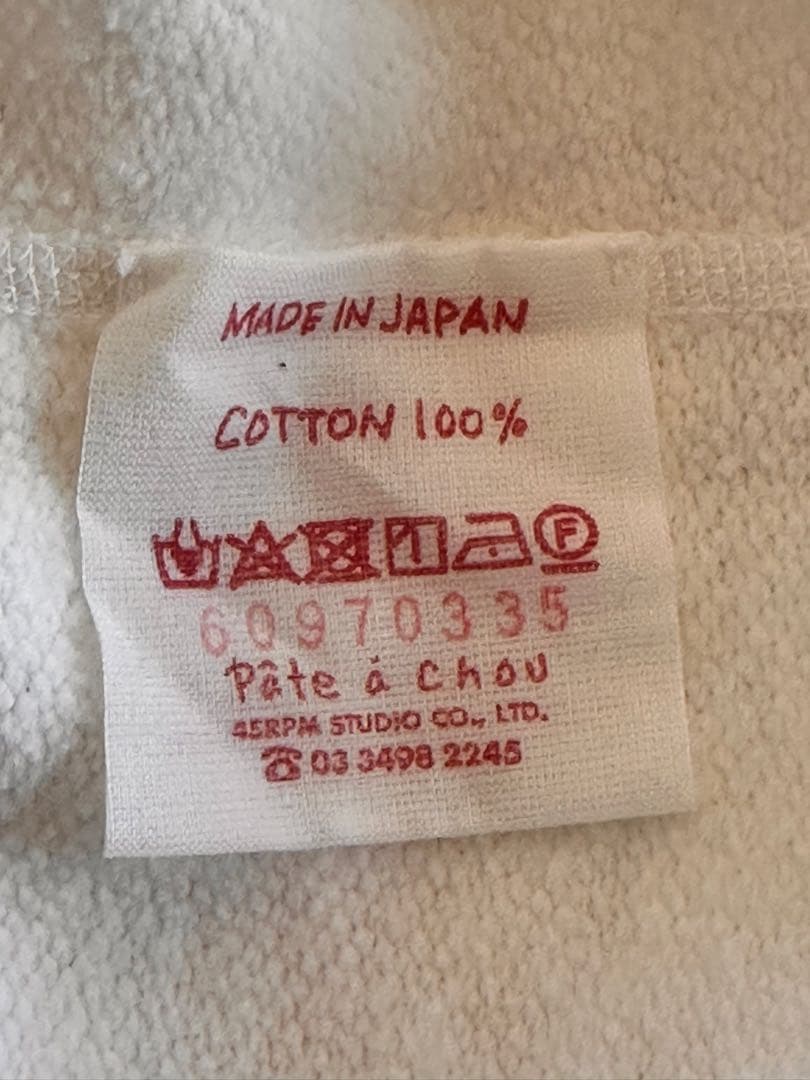 MADE IN JAPAN
COTTON 100%
F
60970335
Pâte à chou
45RPM STUDIO CO., LTD.
☎03 3498 2245